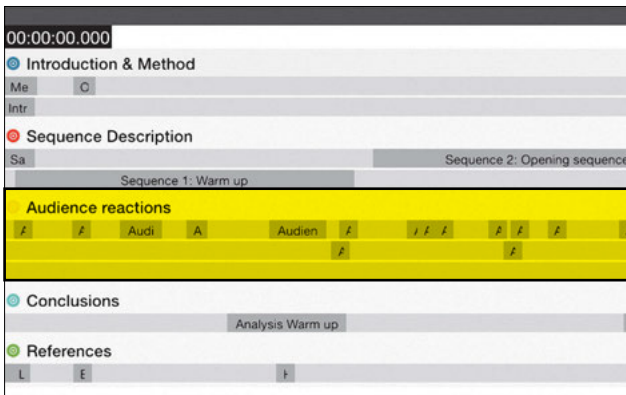 00:00:00.000
Introduction & Method
Me C
Intr
Sequence Description
Sa Sequence 2: Opening sequence
Sequence 1: Warm up
Audience reactions
A A Audi A Audien A A A A A A A
A A
Conclusions
Analysis Warm up
References
L E